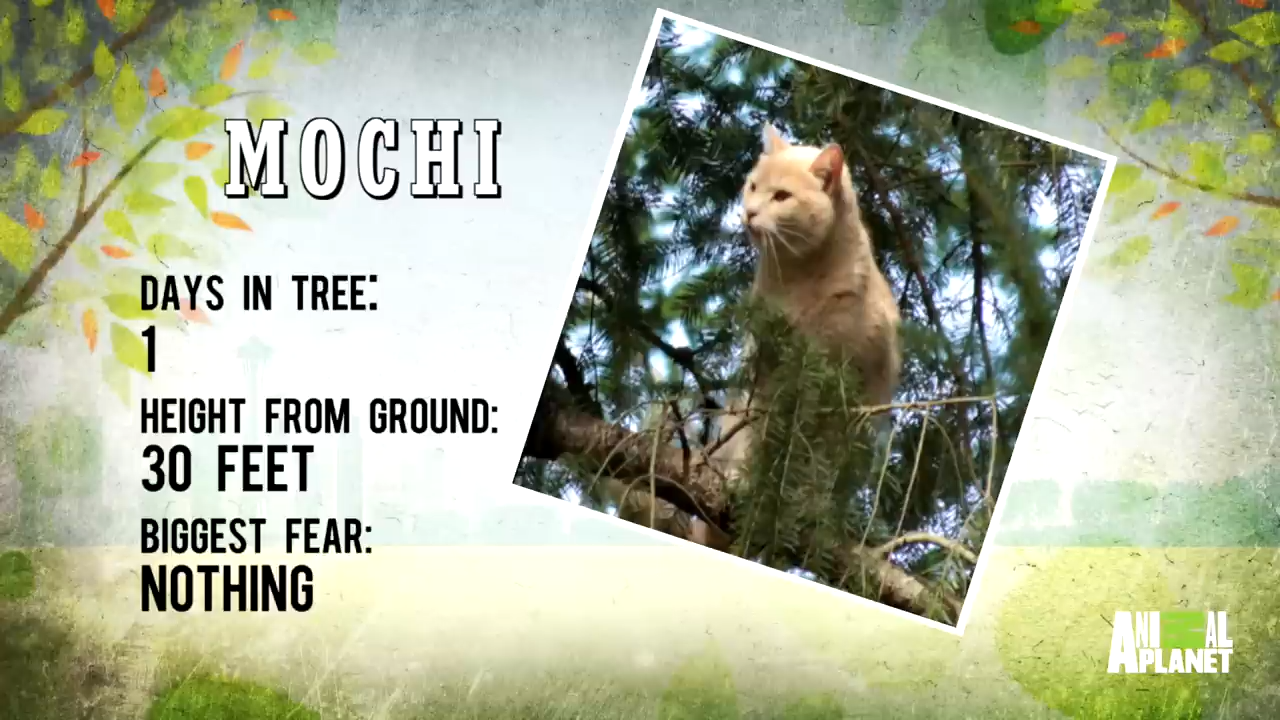 MOCHI
DAYS IN TREE:
1
HEIGHT FROM GROUND:
30 FEET
BIGGEST FEAR:
NOTHING
ANIMAL
PLANET